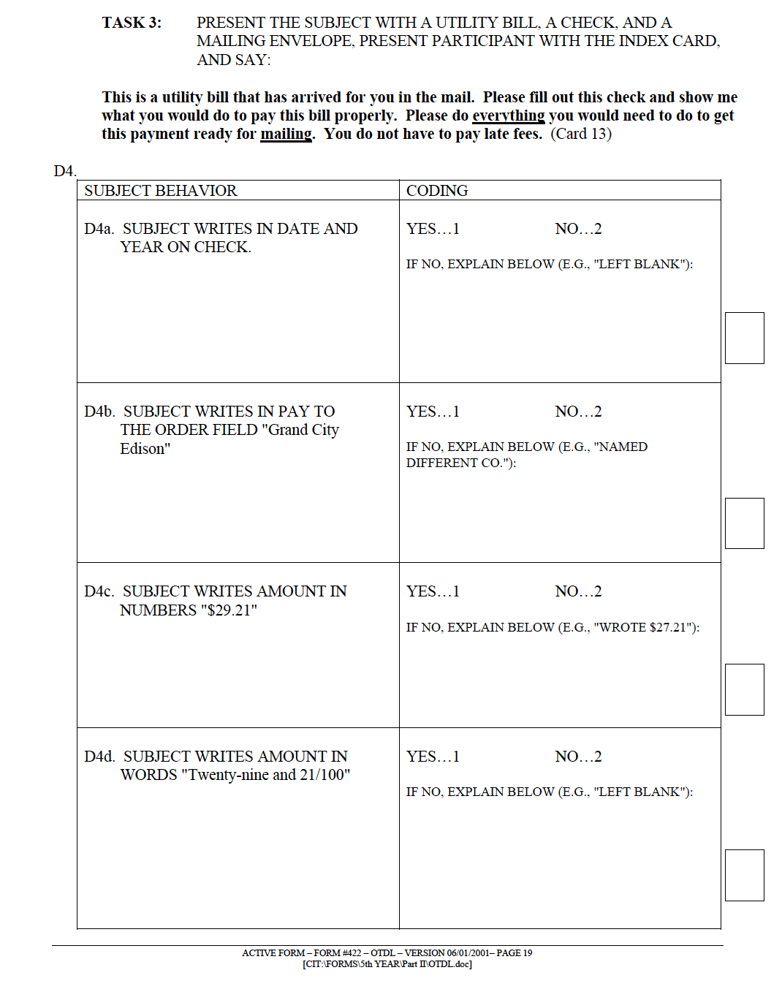 TASK 3: PRESENT THE SUBJECT WITH A UTILITY BILL, A CHECK, AND A
MAILING ENVELOPE, PRESENT PARTICIPANT WITH THE INDEX CARD,
AND SAY:
This is a utility bill that has arrived for you in the mail. Please fill out this check and show me
what you would do to pay this bill properly. Please do everything you would need to do to get
this payment ready for mailing. You do not have to pay late fees. (Card 13)
D4.
SUBJECT BEHAVIOR
CODING
D4a. SUBJECT WRITES IN DATE AND
YEAR ON CHECK.
YES…1 NO…2
IF NO, EXPLAIN BELOW (E.G., "LEFT BLANK"):
D4b. SUBJECT WRITES IN PAY TO
THE ORDER FIELD "Grand City
Edison"
YES…1 NO…2
IF NO, EXPLAIN BELOW (E.G., "NAMED
DIFFERENT CO."):
D4c. SUBJECT WRITES AMOUNT IN
NUMBERS "$29.21"
YES…1 NO…2
IF NO, EXPLAIN BELOW (E.G., "WROTE $27.21"):
D4d. SUBJECT WRITES AMOUNT IN
WORDS "Twenty-nine and 21/100"
YES…1 NO…2
IF NO, EXPLAIN BELOW (E.G., "LEFT BLANK"):
ACTIVE FORM – FORM #422 – OTDL – VERSION 06/01/2001– PAGE 19
[CIT:\FORMS\5th YEAR\Part II\OTDL.doc]